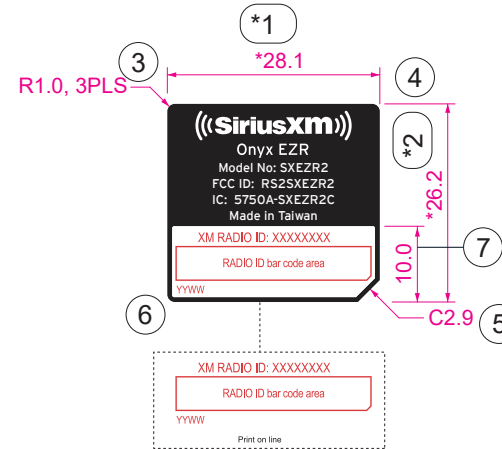 *1
3
*28.1
4
R1.0, 3PLS
((SiriusXM))
Onyx EZR
Model No: SXEZR2
FCC ID: RS2SXEZR2
IC: 5750A-SXEZR2C
Made in Taiwan
*2
*26.2
XM RADIO ID: XXXXXXXX
RADIO ID bar code area
YYWW
10.0
7
6
C2.9
5
XM RADIO ID: XXXXXXXX
RADIO ID bar code area
YYWW
Print on line